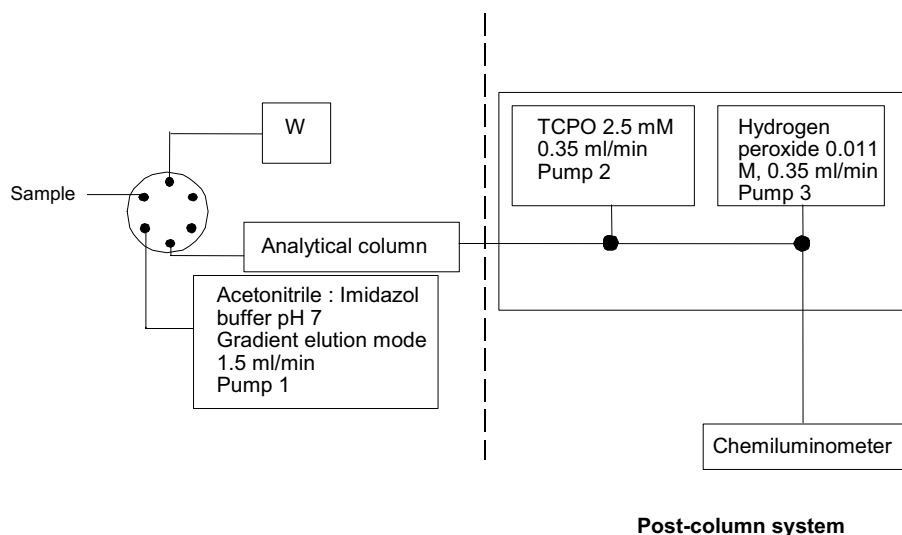 W
Sample
Analytical column
Acetonitrile : Imidazol
buffer pH 7
Gradient elution mode
1.5 ml/min
Pump 1
TCPO 2.5 mM
0.35 ml/min
Pump 2
Hydrogen
peroxide 0.011
M, 0.35 ml/min
Pump 3
Chemiluminometer
Post-column system